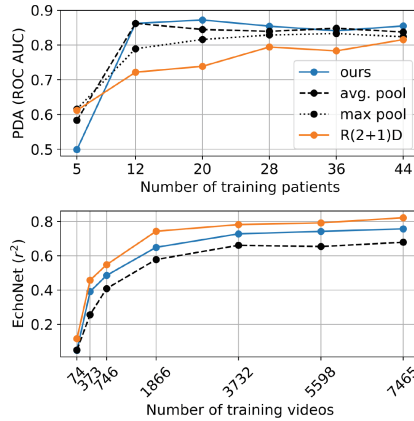 0.9
0.8
0.7
0.6
0.5
PDA (ROC AUC)
ours
avg. pool
max pool
R(2+1)D
5 12 20 28 36 44
Number of training patients
0.8
0.6
0.4
0.2
EchoNet (r²)
74 373 746 1866 3732 5598 7465
Number of training videos